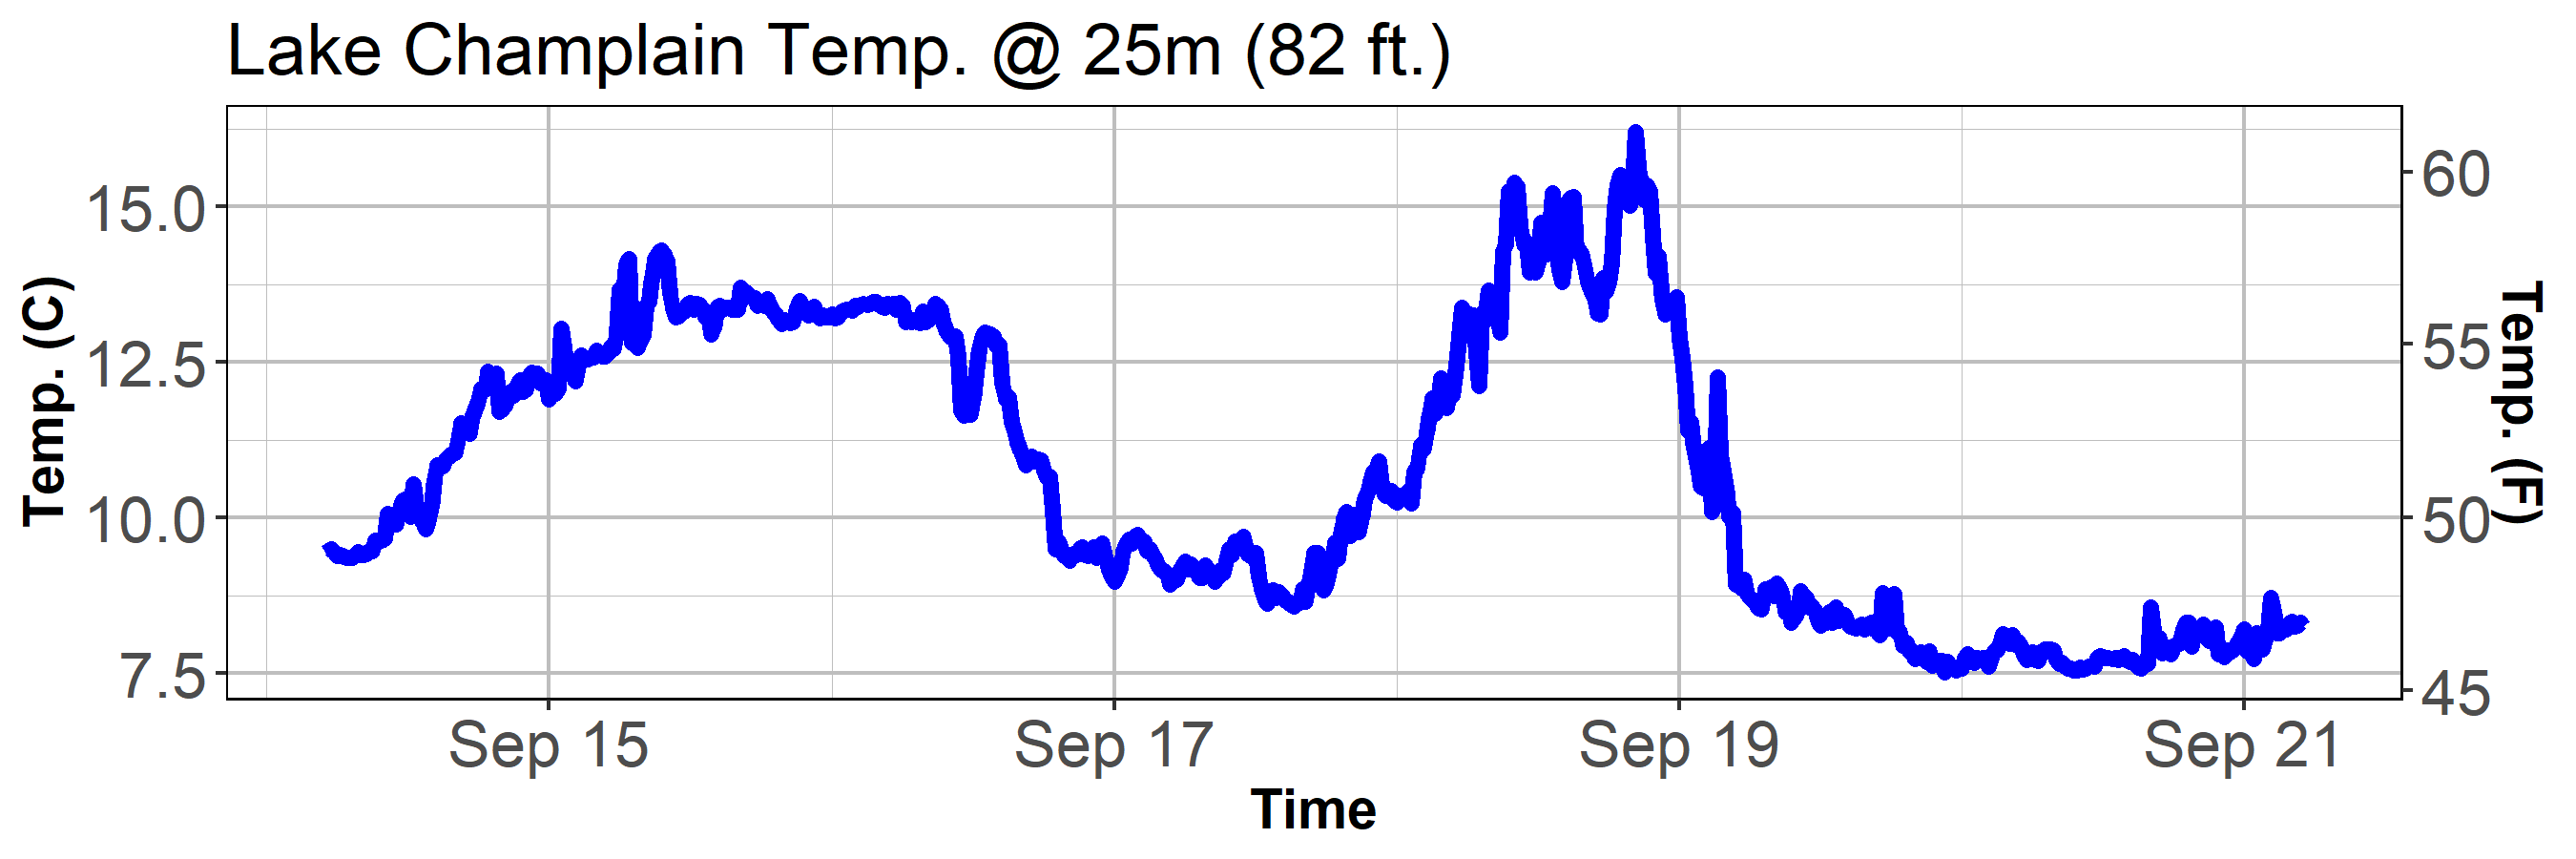 Lake Champlain Temp. @ 25m (82 ft.)
Temp. (C)
15.0
12.5
10.0
7.5
60
55
50
45
Temp. (F)
Sep 15
Sep 17
Sep 19
Sep 21
Time